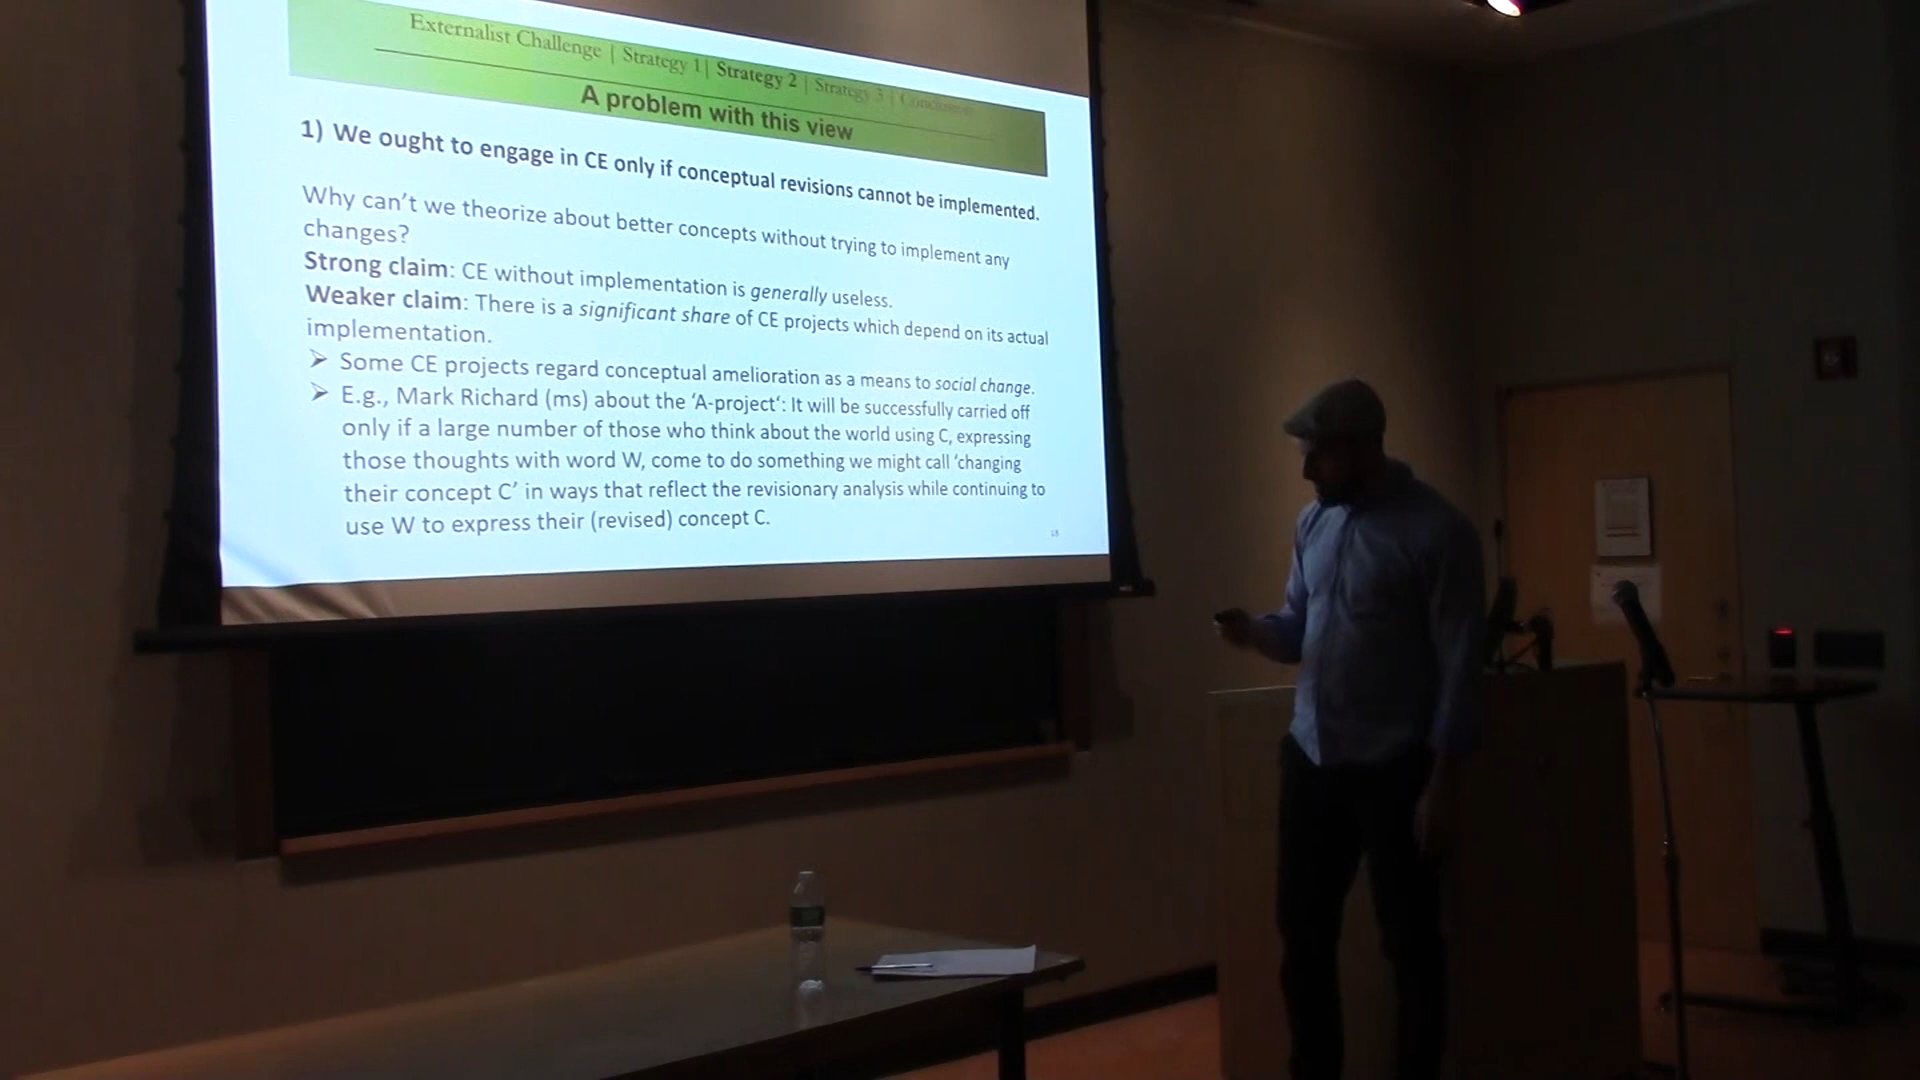 Externalist Challenge | Strategy 1 | Strategy 2 | Strategy 3 | Conclusion
A problem with this view
1) We ought to engage in CE only if conceptual revisions cannot be implemented.
Why can't we theorize about better concepts without trying to implement any
changes?
Strong claim: CE without implementation is generally useless.
Weaker claim: There is a significant share of CE projects which depend on its actual
implementation.
➤ Some CE projects regard conceptual amelioration as a means to social change.
➤ E.g., Mark Richard (ms) about the 'A-project': It will be successfully carried off
only if a large number of those who think about the world using C, expressing
those thoughts with word W, come to do something we might call 'changing
their concept C' in ways that reflect the revisionary analysis while continuing to
use W to express their (revised) concept C.